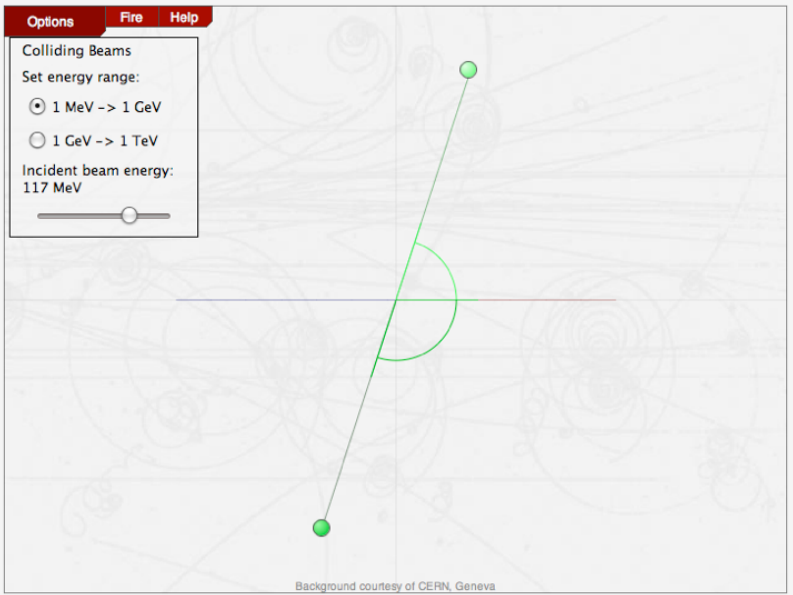 Options Fire Help
Colliding Beams
Set energy range:
1 MeV -> 1 GeV
1 GeV -> 1 TeV
Incident beam energy:
117 MeV
Background courtesy of CERN, Geneva